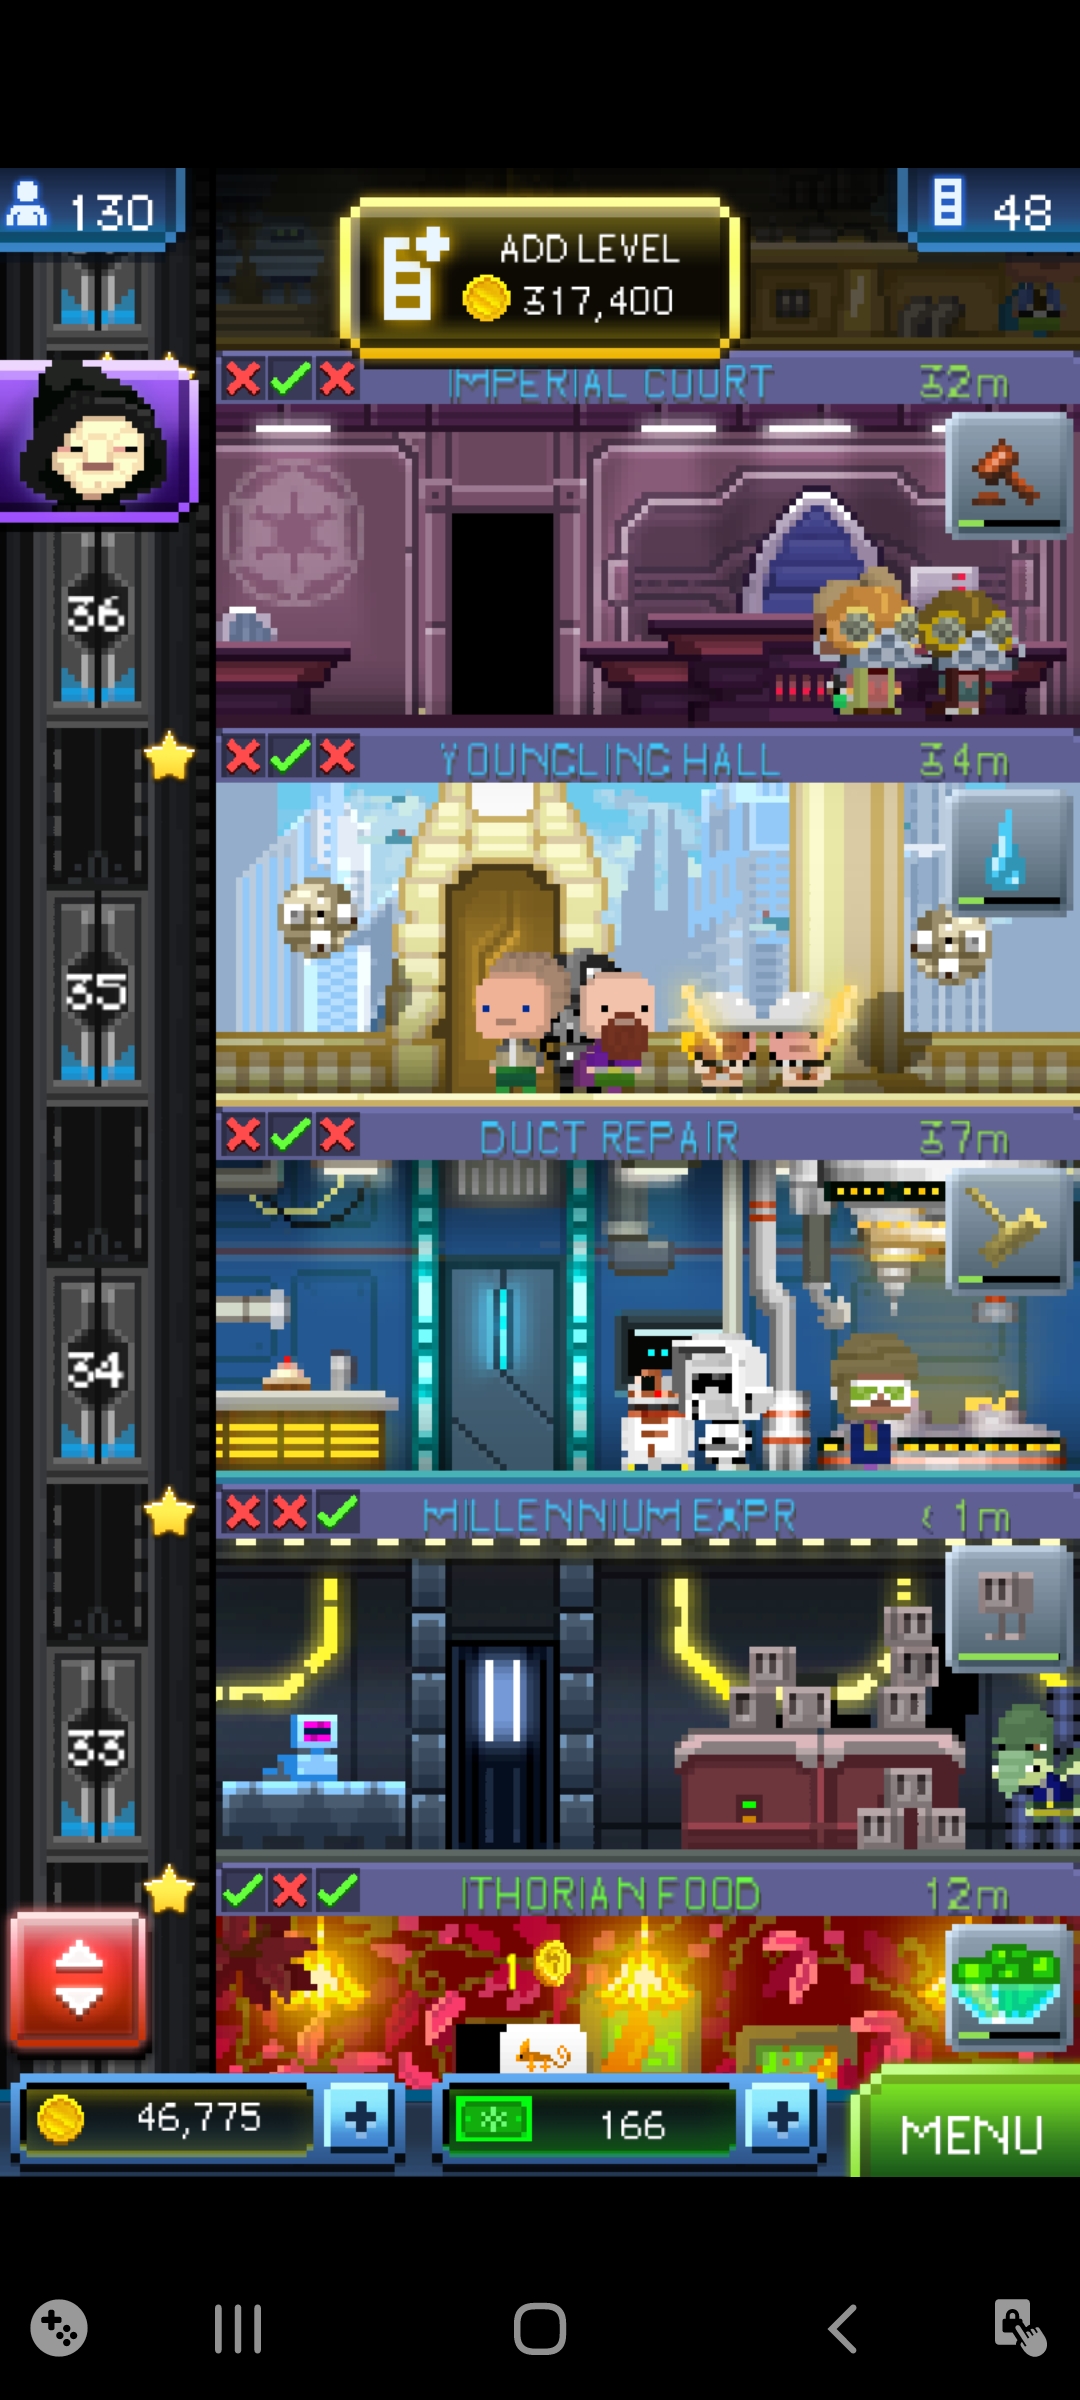 130
ADD LEVEL
317,400
48
IMPERIAL COURT 32m
36
YOUNGLING HALL 34m
35
DUCT REPAIR 37m
34
MILLENNIUM EXPR < 1m
33
ITHORIAN FOOD 12m
1
46,775
166
MENU